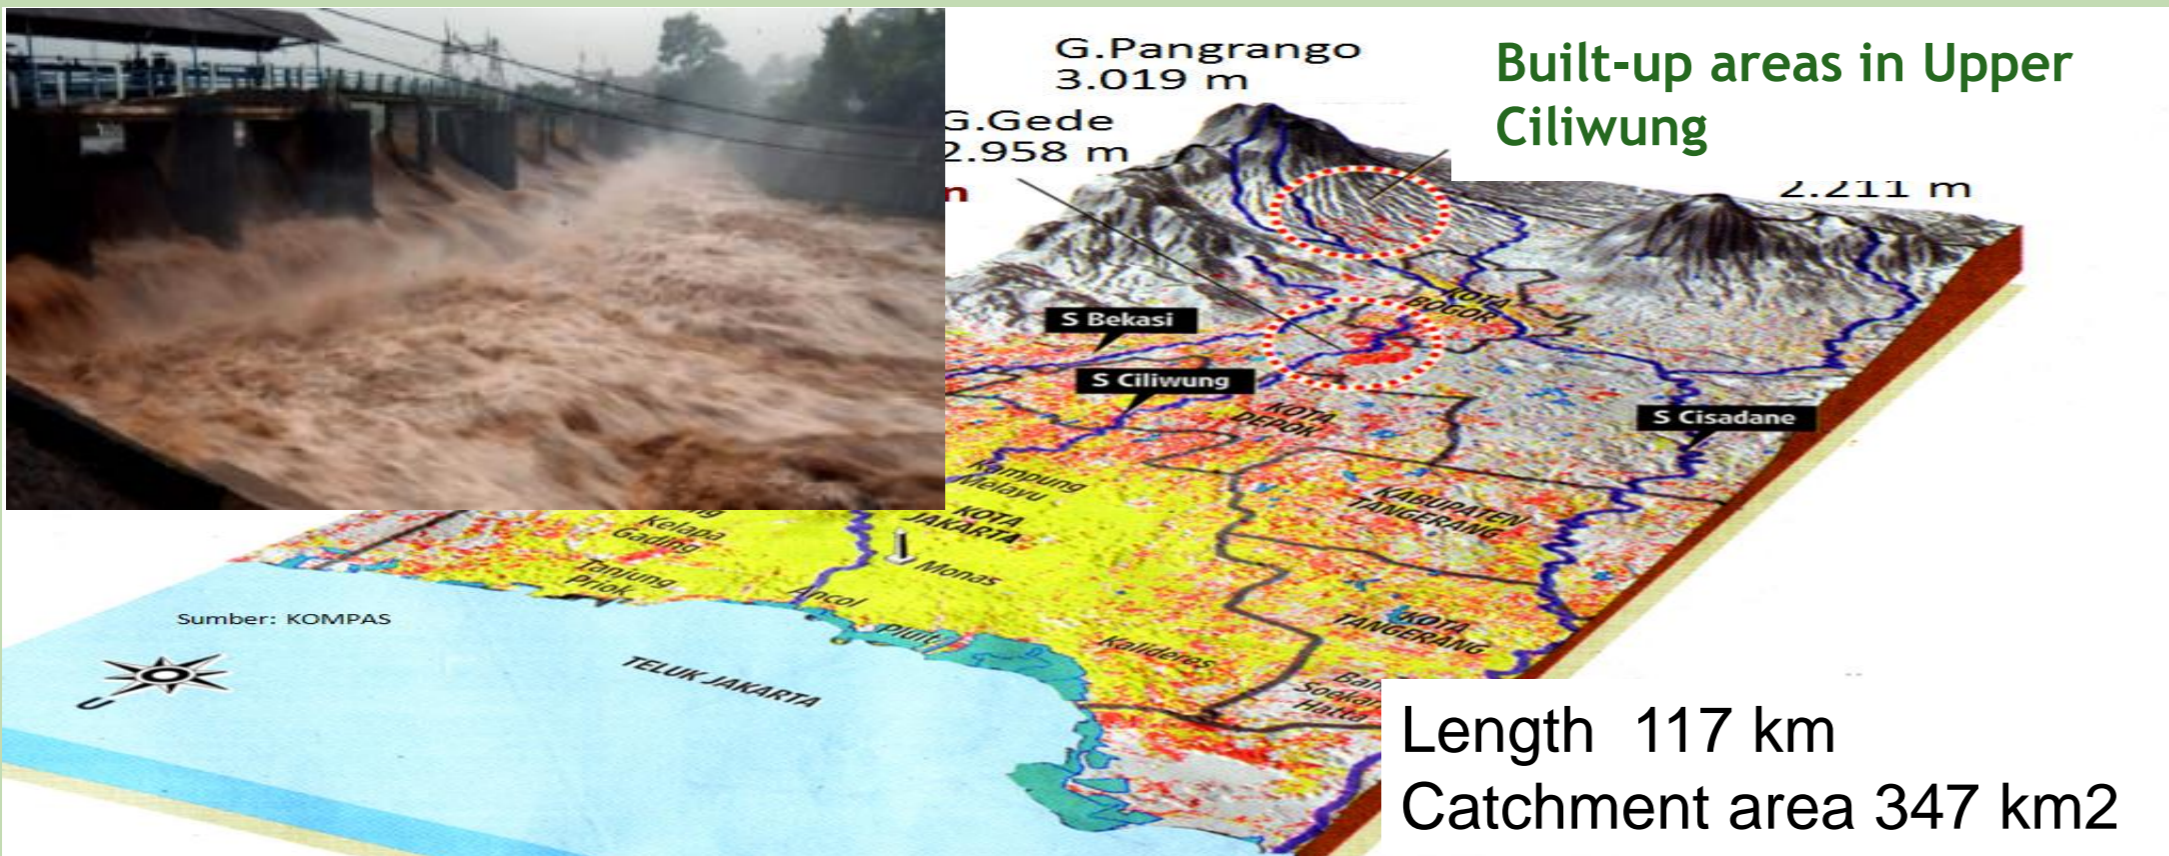 G.Pangrango
3.019 m
G.Gede
2.958 m
n
Built-up areas in Upper
Ciliwung
2.211 m
KOTA
BOGOR
S Bekasi
S Ciliwung
S Cisadane
KOTA
DEPOK
Kampung
Melayu
KOTA
JAKARTA
KABUPATEN
TANGERANG
Kelapa
Gading
Tanjung
Priok
Monas
Ancol
Pluit
KOTA
TANGERANG
Kalideres
Soekar
Hatta
Sumber: KOMPAS
U
TELUK JAKARTA
Length 117 km
Catchment area 347 km2